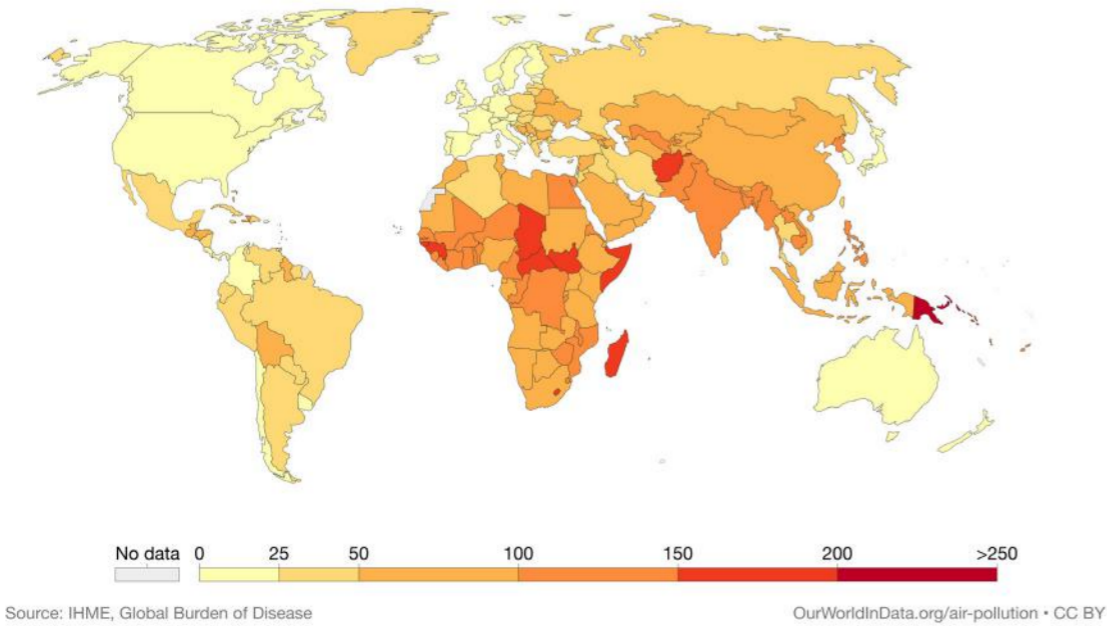 No data 0 25 50 100 150 200 >250
Source: IHME, Global Burden of Disease
OurWorldInData.org/air-pollution • CC BY